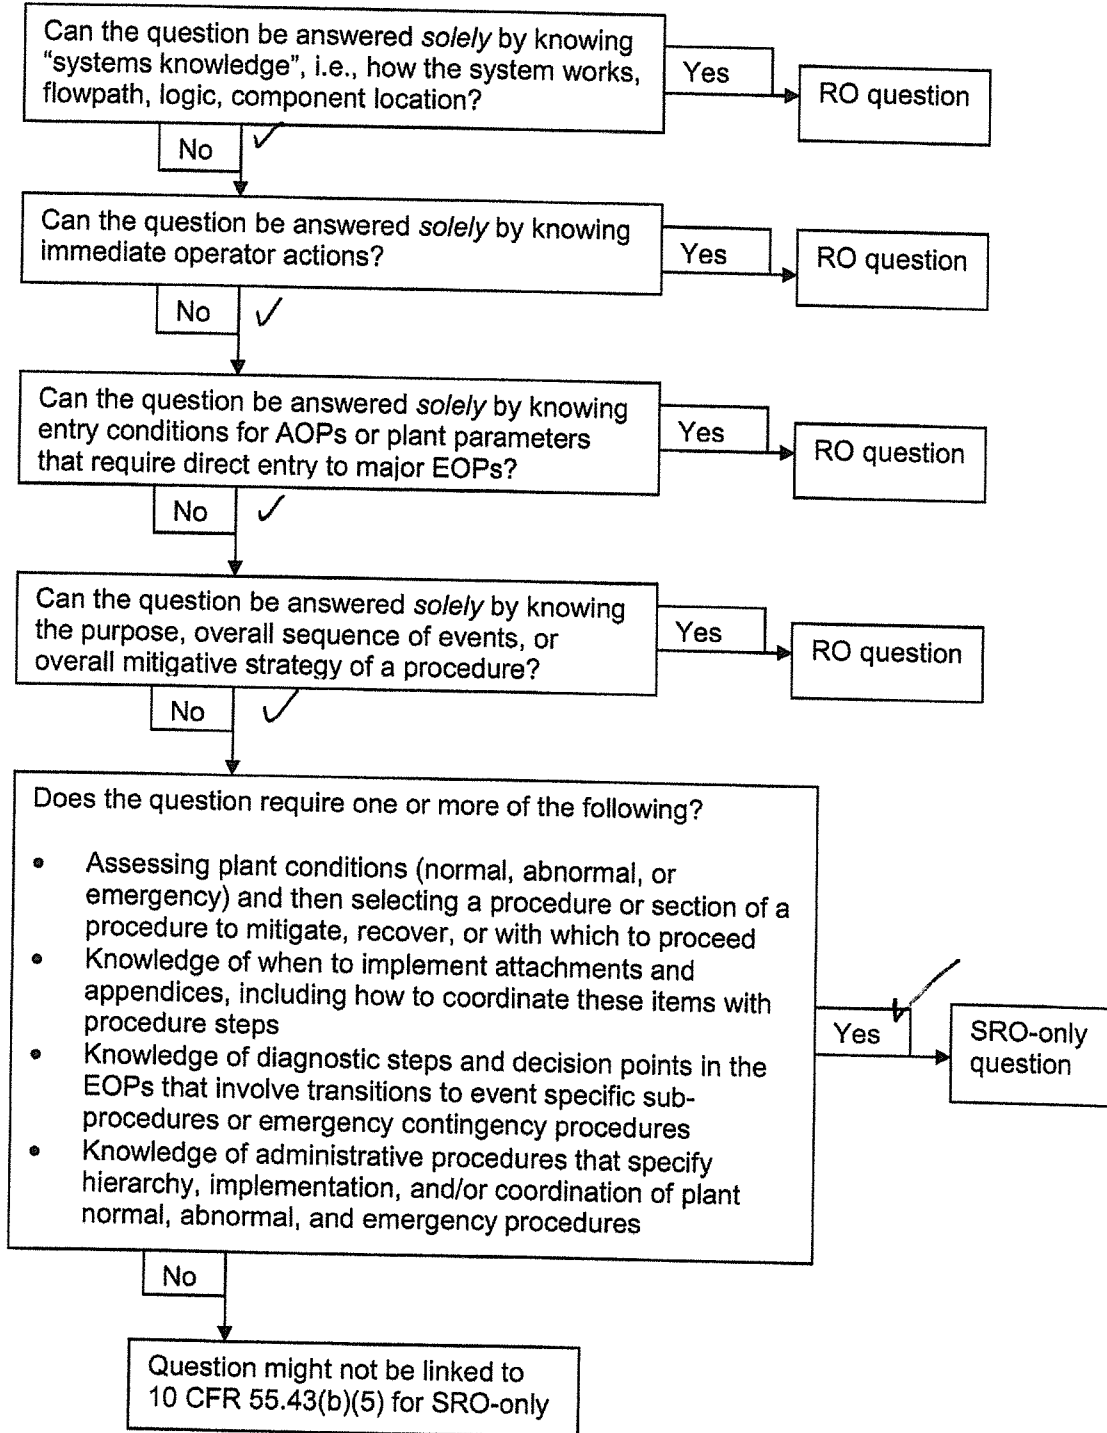 Can the question be answered solely by knowing
"systems knowledge", i.e., how the system works,
flowpath, logic, component location?
Yes
RO question
No
Can the question be answered solely by knowing
immediate operator actions?
Yes
RO question
No
Can the question be answered solely by knowing
entry conditions for AOPs or plant parameters
that require direct entry to major EOPs?
Yes
RO question
No
Can the question be answered solely by knowing
the purpose, overall sequence of events, or
overall mitigative strategy of a procedure?
Yes
RO question
No
Does the question require one or more of the following?
• Assessing plant conditions (normal, abnormal, or
emergency) and then selecting a procedure or section of a
procedure to mitigate, recover, or with which to proceed
• Knowledge of when to implement attachments and
appendices, including how to coordinate these items with
procedure steps
• Knowledge of diagnostic steps and decision points in the
EOPs that involve transitions to event specific sub-
procedures or emergency contingency procedures
• Knowledge of administrative procedures that specify
hierarchy, implementation, and/or coordination of plant
normal, abnormal, and emergency procedures
Yes
SRO-only
question
No
Question might not be linked to
10 CFR 55.43(b)(5) for SRO-only